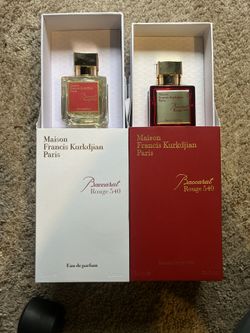 Maison
Francis Kurkdjian
Paris
Baccarat
Rouge 540
Eau de parfum
Maison
Francis Kurkdjian
Paris
Baccarat
Rouge 540